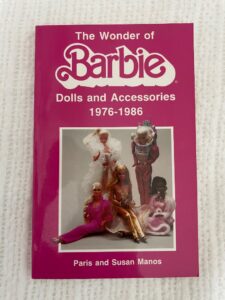 The Wonder of
Barbie
Dolls and Accessories
1976-1986
Paris and Susan Manos